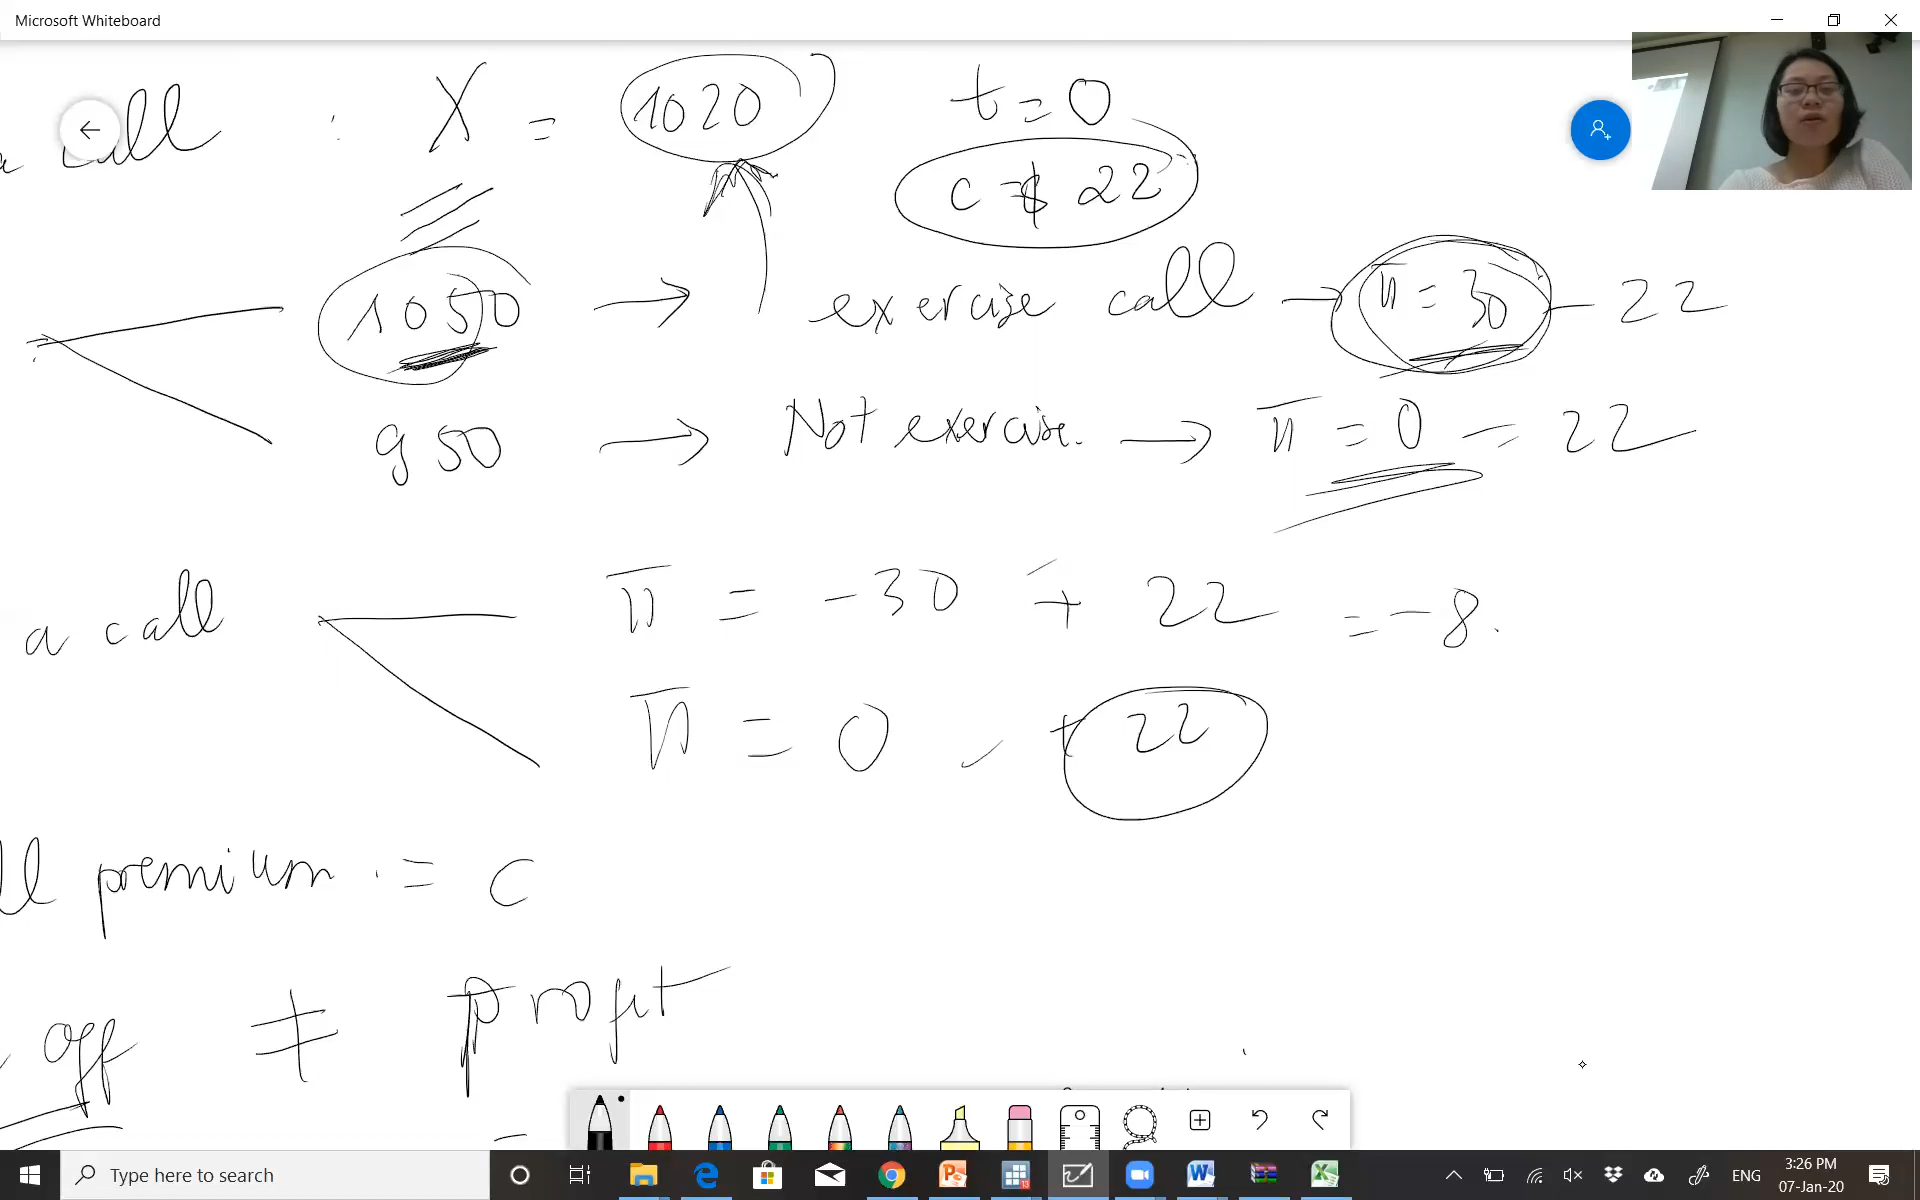 Microsoft Whiteboard
a call : X = 1020 t = 0
c = $ 22
1050 → exercise call → π = 30 - 22
950 → Not exercise. → π = 0 - 22
a call π = -30 + 22 = -8.
π = 0 + 22
ll premium = c
off ≠ profit
Type here to search
ENG
3:26 PM
07-Jan-20